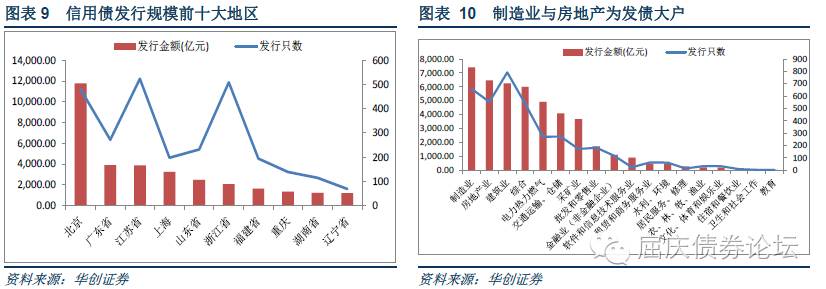 图表 9 信用债发行规模前十大地区
发行金额(亿元) 发行只数
14,000.00
12,000.00
10,000.00
8,000.00
6,000.00
4,000.00
2,000.00
0.00
600
500
400
300
200
100
0
北京
广东省
江苏省
上海
山东省
浙江省
福建省
重庆
湖南省
辽宁省
资料来源：华创证券
图表 10 制造业与房地产为发债大户
发行金额(亿元) 发行只数
8,000.00
7,000.00
6,000.00
5,000.00
4,000.00
3,000.00
2,000.00
1,000.00
0.00
900
800
700
600
500
400
300
200
100
0
制造业
房地产业
建筑业
综合
电力热力燃气
交通运输、仓储
采矿业
批发和零售业
金融业（非金融企业）
软件和信息技术服务业
租赁和商务服务业
水利、环境
居民服务、修理
农、林、牧、渔业
文化、体育和娱乐业
住宿和餐饮业
卫生和社会工作
教育
资料来源：华创证券
屈庆债券论坛